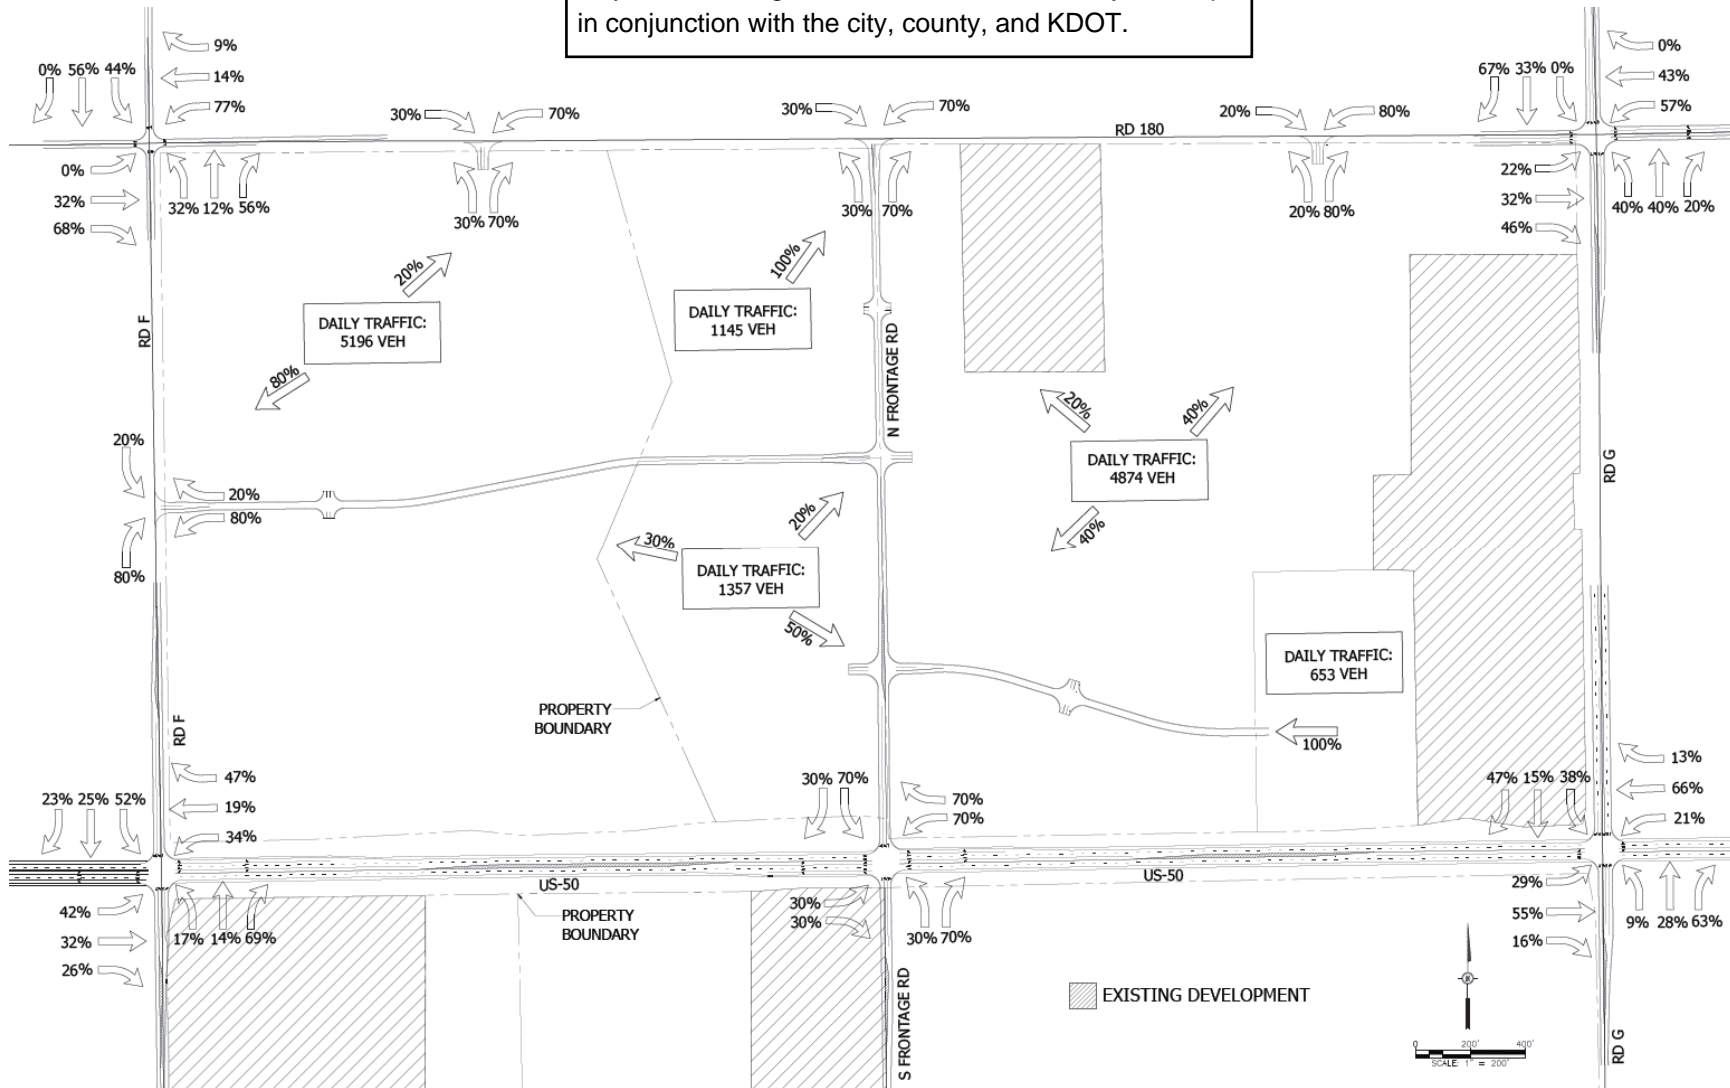 in conjunction with the city, county, and KDOT.
9%
14%
77%
0% 56% 44%
0%
32%
68%
32% 12% 56%
30%
70%
30% 70%
30%
70%
30% 70%
RD 180
20%
80%
20% 80%
67% 33% 0%
0%
43%
57%
22%
32%
46%
40% 40% 20%
RD F
20%
DAILY TRAFFIC:
5196 VEH
80%
100%
DAILY TRAFFIC:
1145 VEH
N FRONTAGE RD
20%
40%
DAILY TRAFFIC:
4874 VEH
40%
RD G
20%
20%
80%
80%
20%
30%
DAILY TRAFFIC:
1357 VEH
50%
DAILY TRAFFIC:
653 VEH
100%
PROPERTY
BOUNDARY
RD F
47%
19%
34%
23% 25% 52%
30% 70%
70%
70%
47% 15% 38%
13%
66%
21%
US-50
US-50
42%
32%
26%
17% 14% 69%
PROPERTY
BOUNDARY
30%
30%
30% 70%
29%
55%
16%
9% 28% 63%
S FRONTAGE RD
EXISTING DEVELOPMENT
N
0 200' 400'
SCALE: 1" = 200'
RD G